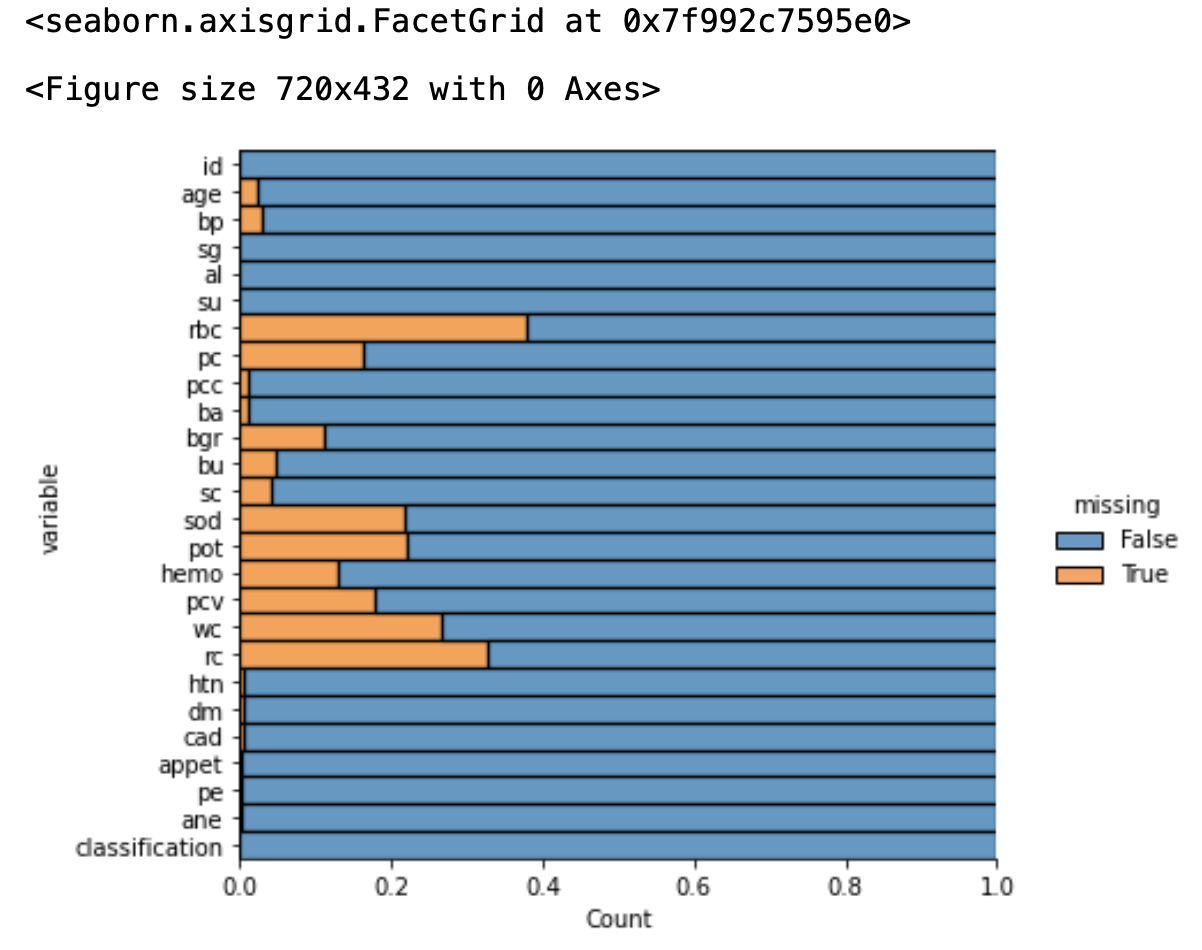 <seaborn.axisgrid.FacetGrid at 0x7f992c7595e0>
<Figure size 720x432 with 0 Axes>
id
age
bp
sg
al
su
rbc
pc
pcc
ba
bgr
bu
sc
sod
pot
hemo
pcv
wc
rc
htn
dm
cad
appet
pe
ane
classification
variable
0.0 0.2 0.4 0.6 0.8 1.0
Count
missing
False
True